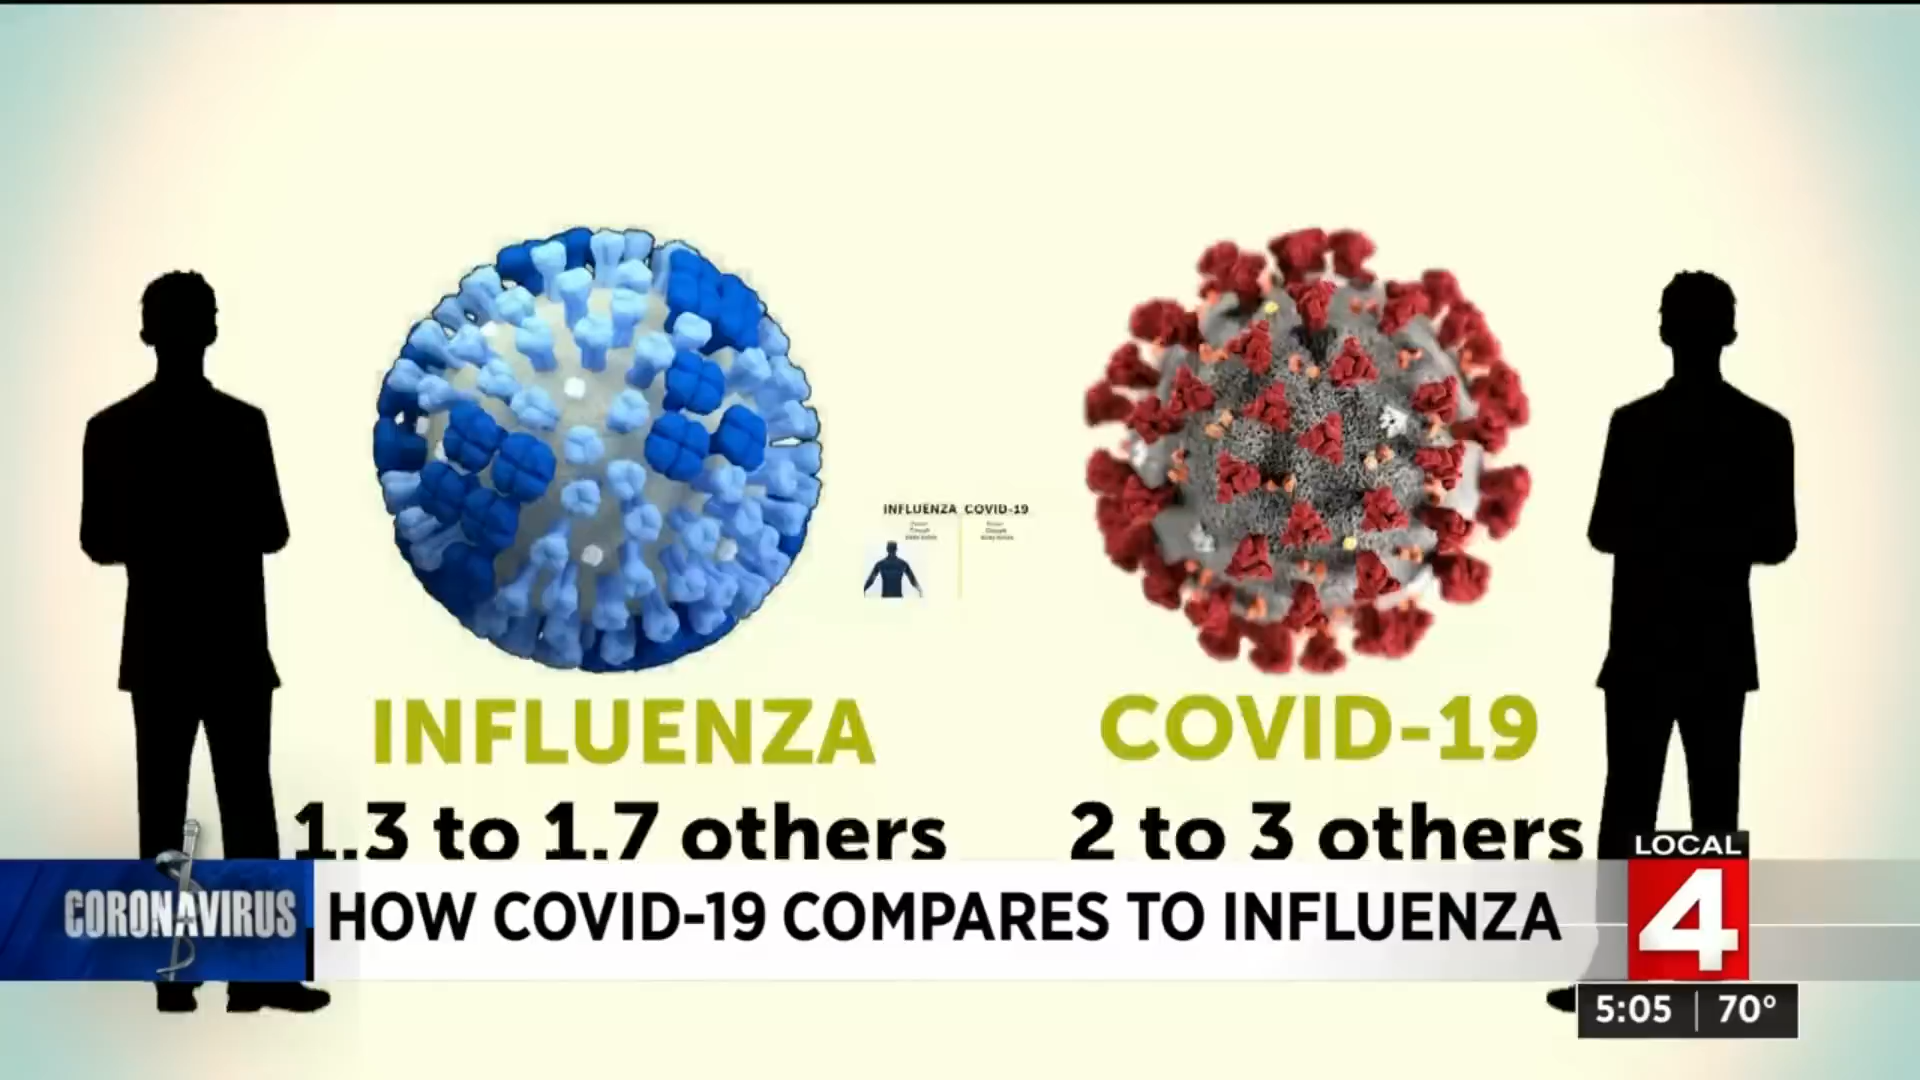 INFLUENZA COVID-19
INFLUENZA
COVID-19
1.3 to 1.7 others
2 to 3 others
LOCAL
4
CORONAVIRUS
HOW COVID-19 COMPARES TO INFLUENZA
5:05 70°